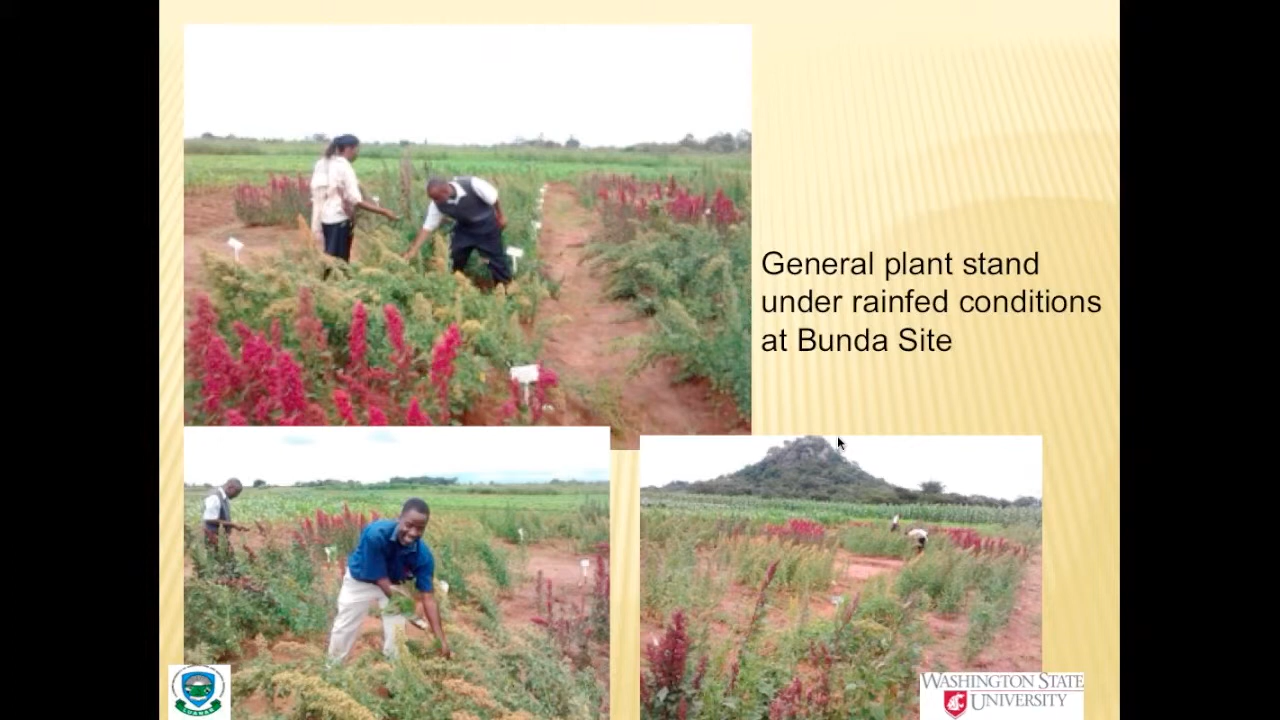 General plant stand
under rainfed conditions
at Bunda Site
WASHINGTON STATE
UNIVERSITY